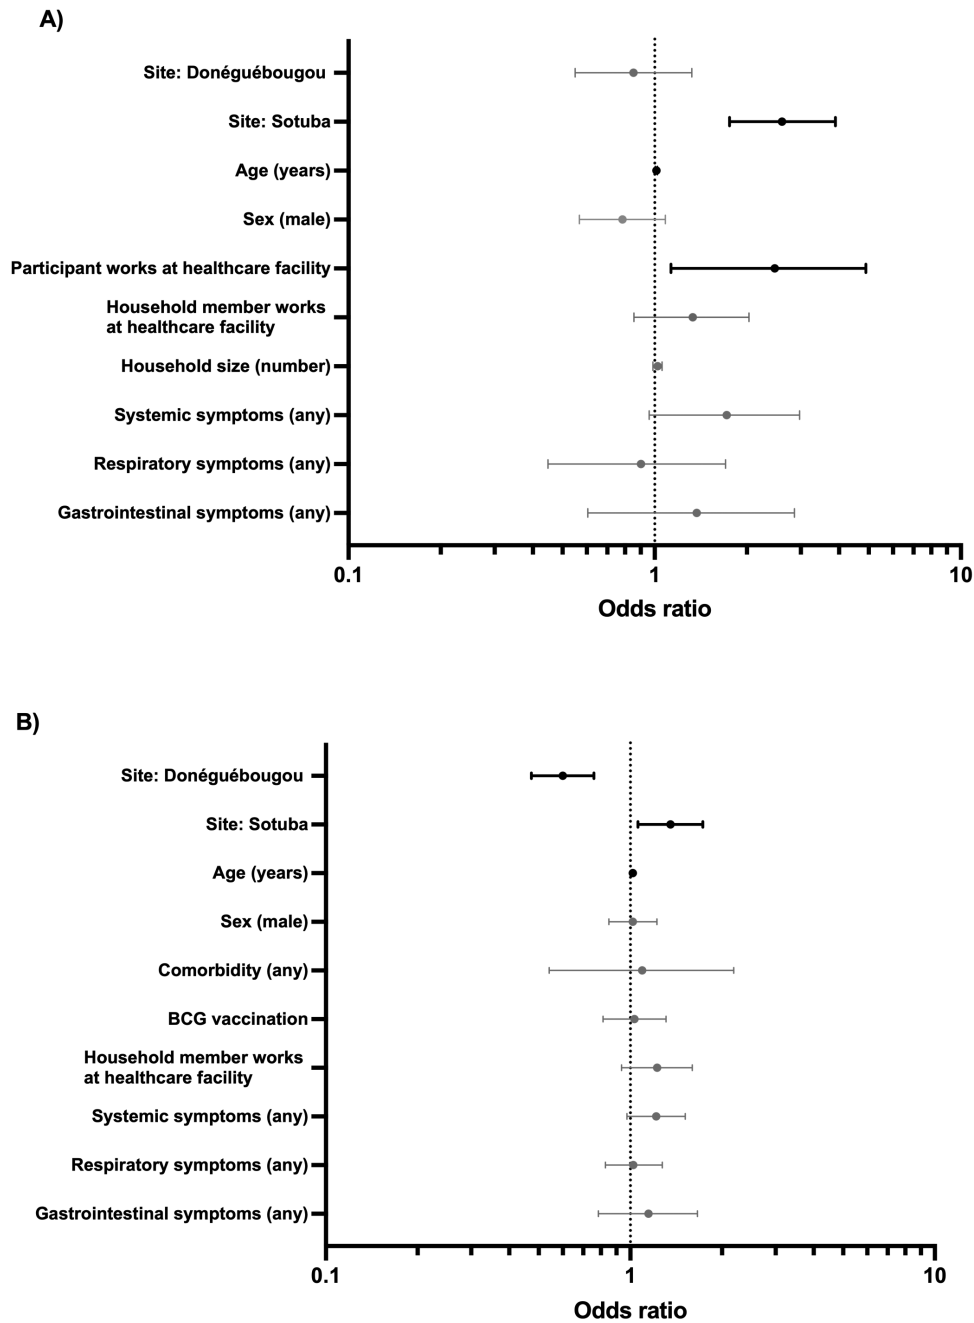 A)
Site: Donéguébougou
Site: Sotuba
Age (years)
Sex (male)
Participant works at healthcare facility
Household member works
at healthcare facility
Household size (number)
Systemic symptoms (any)
Respiratory symptoms (any)
Gastrointestinal symptoms (any)
0.1 1 10
Odds ratio
B)
Site: Donéguébougou
Site: Sotuba
Age (years)
Sex (male)
Comorbidity (any)
BCG vaccination
Household member works
at healthcare facility
Systemic symptoms (any)
Respiratory symptoms (any)
Gastrointestinal symptoms (any)
0.1 1 10
Odds ratio